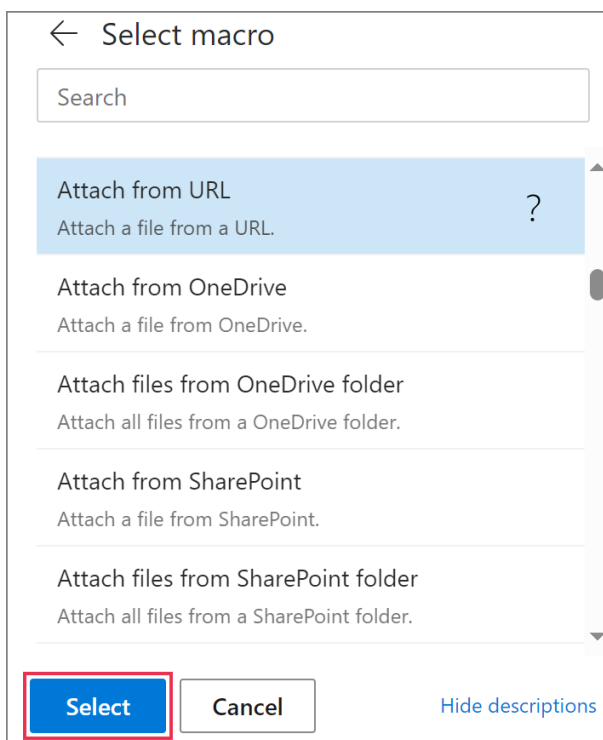 Select macro
Search
Attach from URL
?
Attach a file from a URL.
Attach from OneDrive
Attach a file from OneDrive.
Attach files from OneDrive folder
Attach all files from a OneDrive folder.
Attach from SharePoint
Attach a file from SharePoint.
Attach files from SharePoint folder
Attach all files from a SharePoint folder.
Select Cancel Hide descriptions